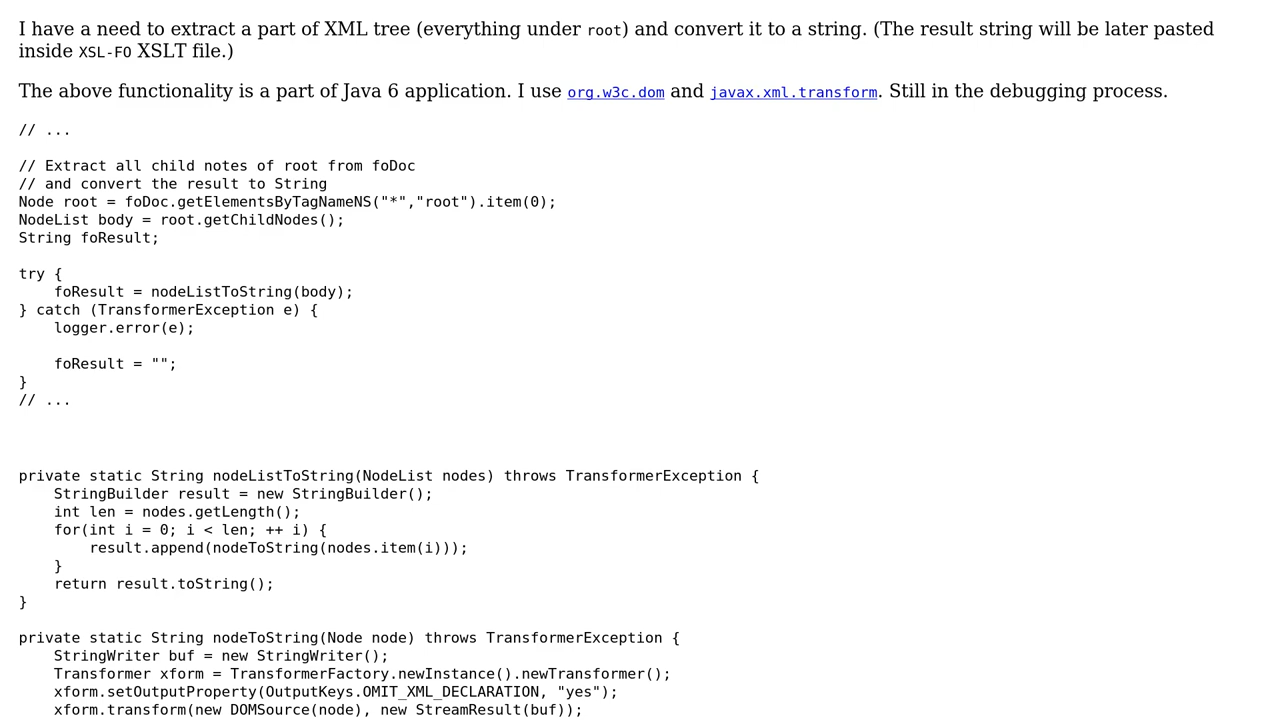 I have a need to extract a part of XML tree (everything under root) and convert it to a string. (The result string will be later pasted
inside XSL-FO XSLT file.)
The above functionality is a part of Java 6 application. I use org.w3c.dom and javax.xml.transform. Still in the debugging process.
// ...
// Extract all child notes of root from foDoc
// and convert the result to String
Node root = foDoc.getElementsByTagNameNS("*","root").item(0);
NodeList body = root.getChildNodes();
String foResult;
try {
    foResult = nodeListToString(body);
} catch (TransformerException e) {
    logger.error(e);
    foResult = "";
}
// ...
private static String nodeListToString(NodeList nodes) throws TransformerException {
    StringBuilder result = new StringBuilder();
    int len = nodes.getLength();
    for(int i = 0; i < len; ++ i) {
        result.append(nodeToString(nodes.item(i)));
    }
    return result.toString();
}
private static String nodeToString(Node node) throws TransformerException {
    StringWriter buf = new StringWriter();
    Transformer xform = TransformerFactory.newInstance().newTransformer();
    xform.setOutputProperty(OutputKeys.OMIT_XML_DECLARATION, "yes");
    xform.transform(new DOMSource(node), new StreamResult(buf));